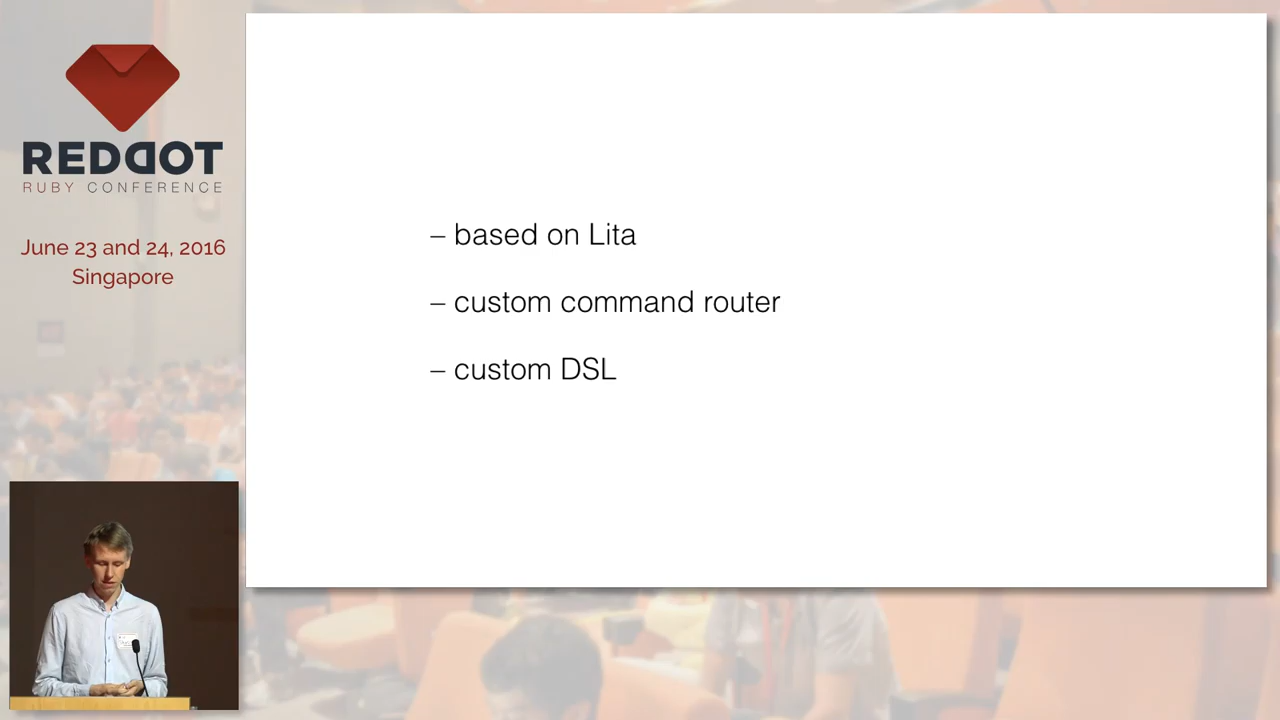 REDDOT
RUBY CONFERENCE
June 23 and 24, 2016
Singapore
– based on Lita
– custom command router
– custom DSL